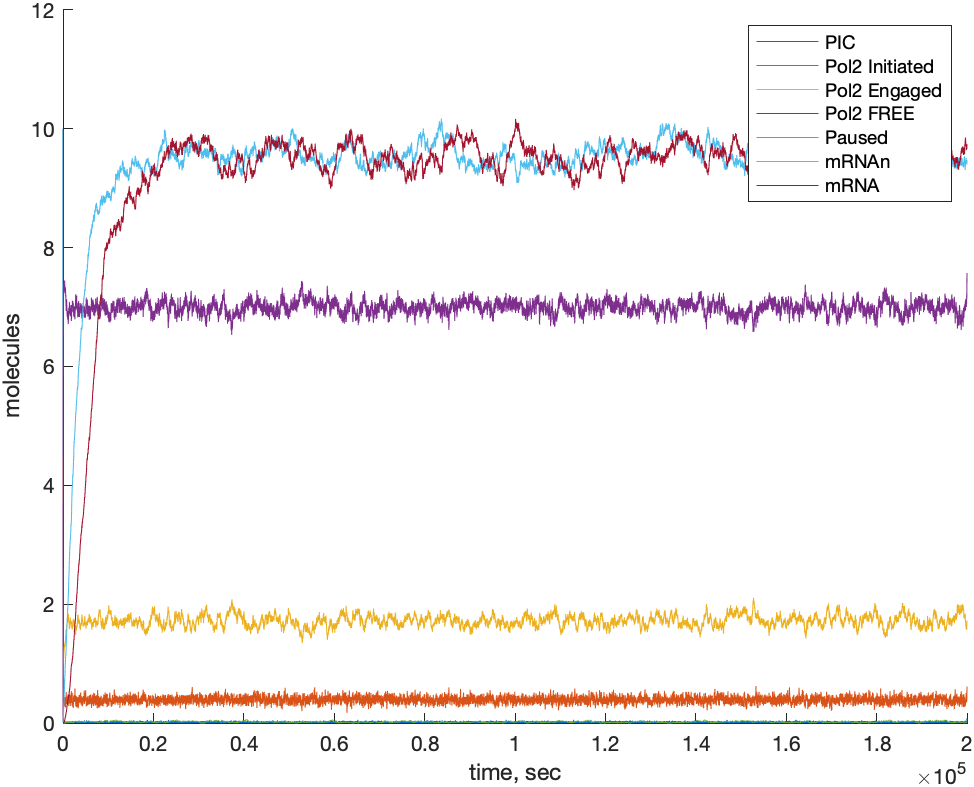 12
10
8
6
4
2
0
molecules
PIC
Pol2 Initiated
Pol2 Engaged
Pol2 FREE
Paused
mRNAn
mRNA
0 0.2 0.4 0.6 0.8 1 1.2 1.4 1.6 1.8 2
time, sec
×10⁵